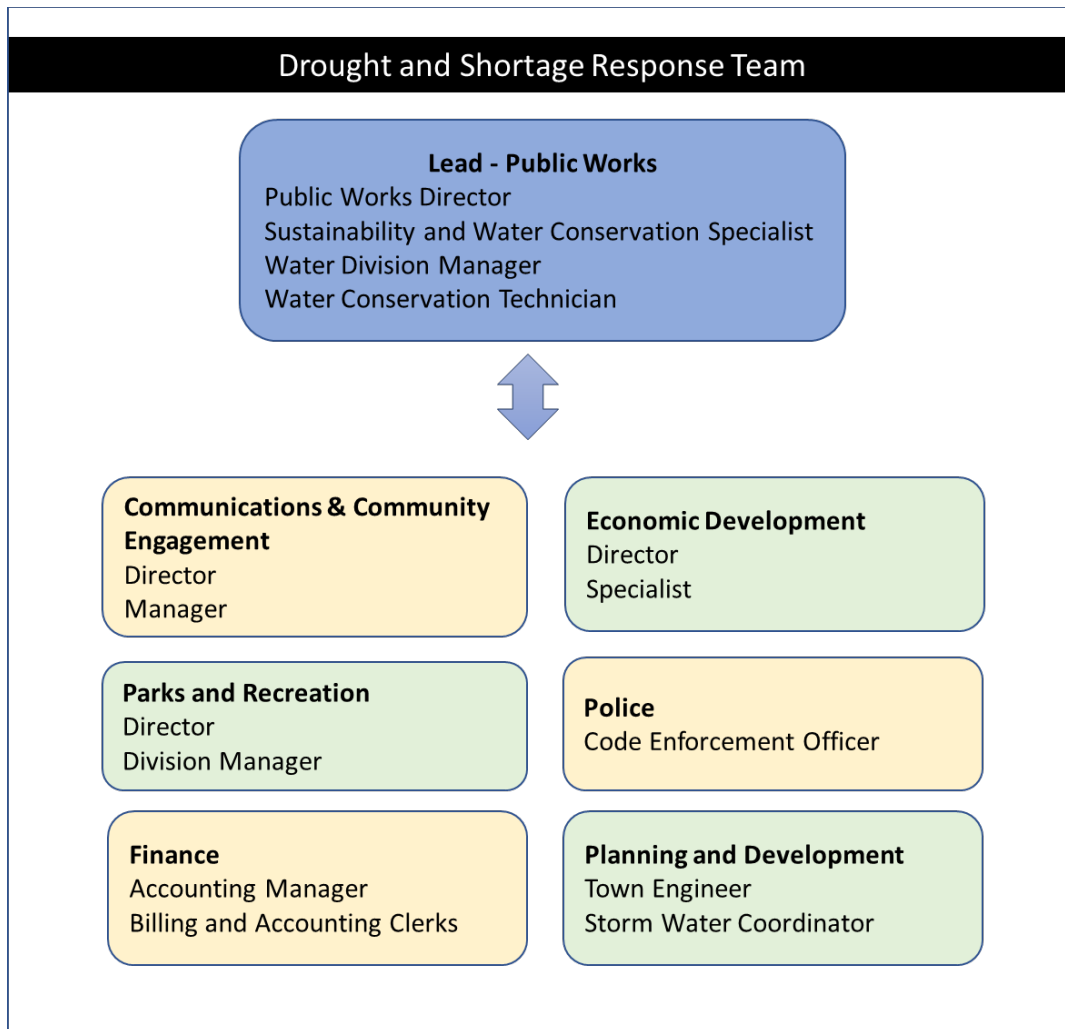 Drought and Shortage Response Team
Lead - Public Works
Public Works Director
Sustainability and Water Conservation Specialist
Water Division Manager
Water Conservation Technician
Communications & Community
Engagement
Director
Manager
Economic Development
Director
Specialist
Parks and Recreation
Director
Division Manager
Police
Code Enforcement Officer
Finance
Accounting Manager
Billing and Accounting Clerks
Planning and Development
Town Engineer
Storm Water Coordinator